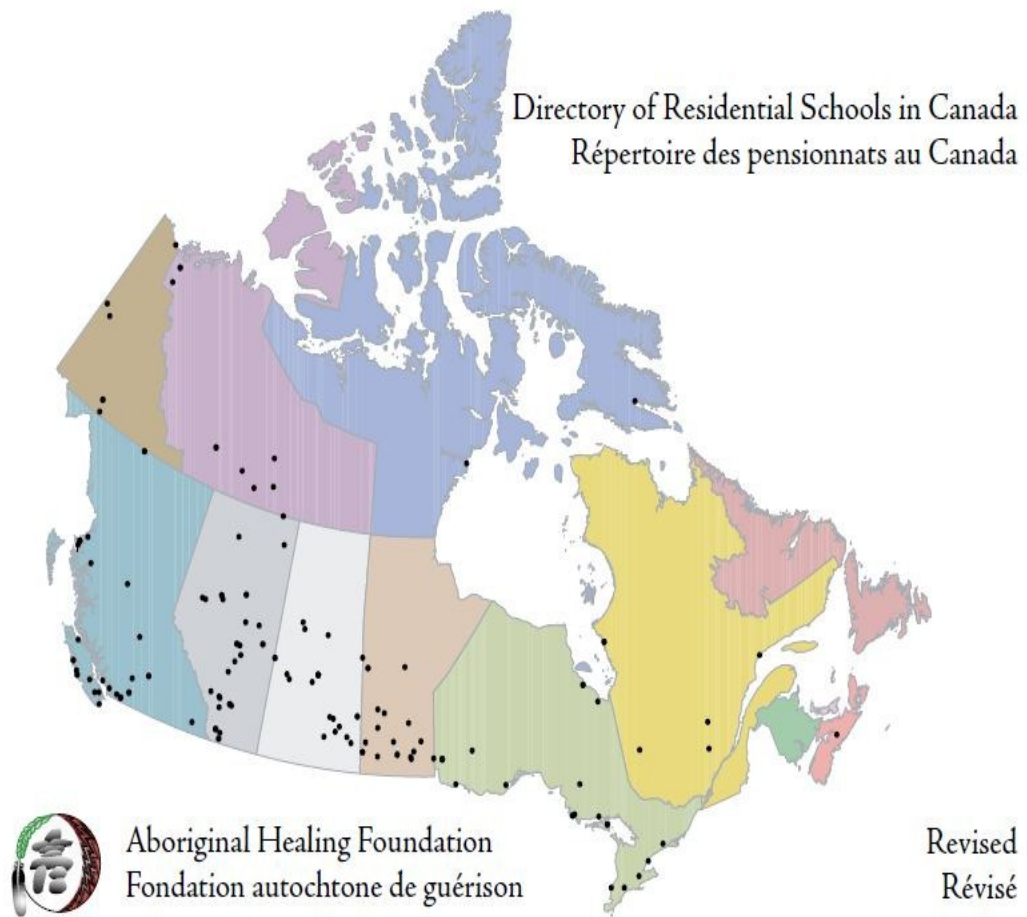 Directory of Residential Schools in Canada
Répertoire des pensionnats au Canada
Aboriginal Healing Foundation
Fondation autochtone de guérison
Revised
Révisé